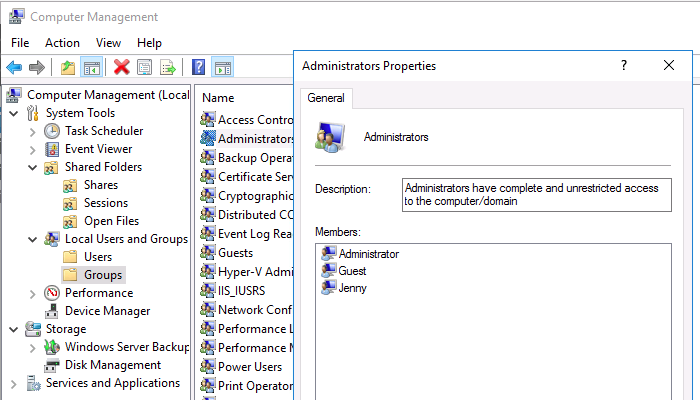 Computer Management
File Action View Help
Computer Management (Local
System Tools
Task Scheduler
Event Viewer
Shared Folders
Shares
Sessions
Open Files
Local Users and Groups
Users
Groups
Performance
Device Manager
Storage
Windows Server Backup
Disk Management
Services and Applications
Name
Access Contro
Administrators
Backup Opera
Certificate Serv
Cryptographic
Distributed CO
Event Log Rea
Guests
Hyper-V Admi
IIS_IUSRS
Network Conf
Performance L
Performance M
Power Users
Print Operator
Administrators Properties
General
Administrators
Description:
Administrators have complete and unrestricted access
to the computer/domain
Members:
Administrator
Guest
Jenny